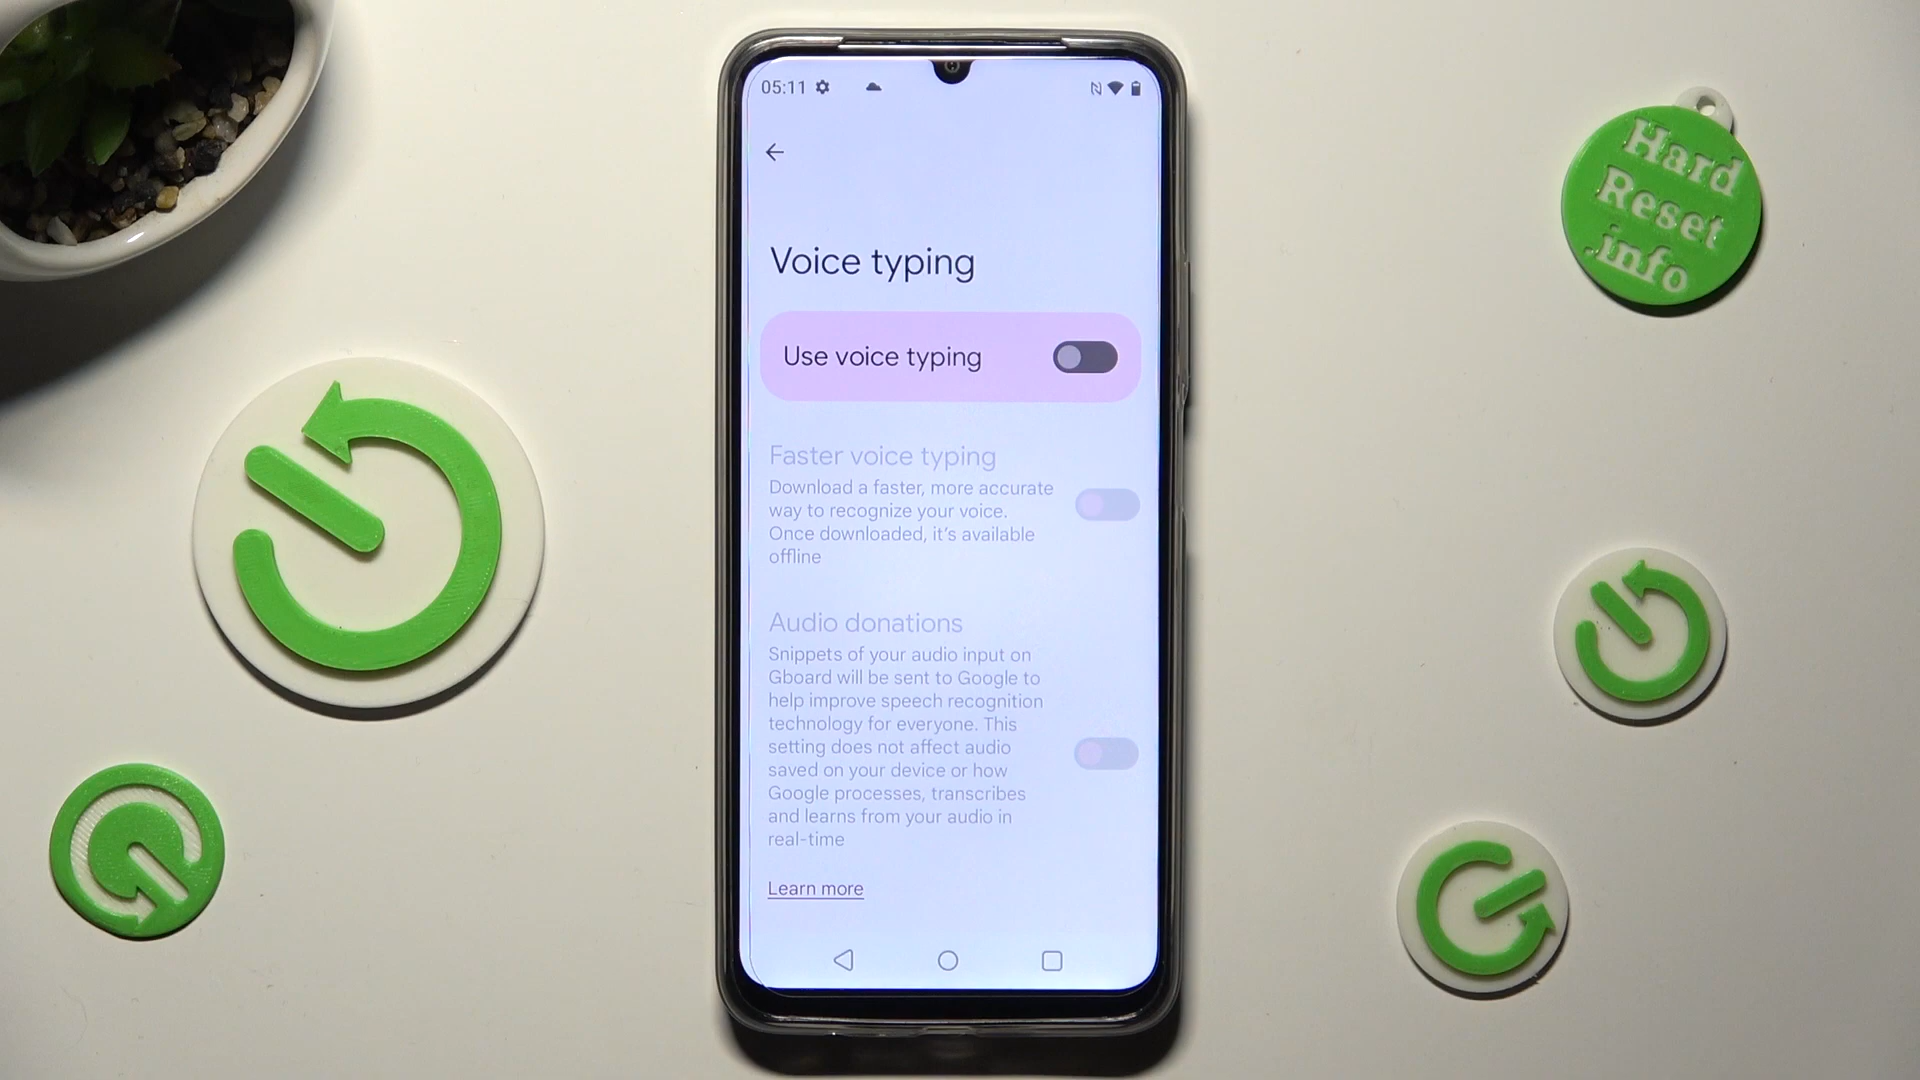 05:11
Voice typing
Use voice typing
Faster voice typing
Download a faster, more accurate
way to recognize your voice.
Once downloaded, it's available
offline
Audio donations
Snippets of your audio input on
Gboard will be sent to Google to
help improve speech recognition
technology for everyone. This
setting does not affect audio
saved on your device or how
Google processes, transcribes
and learns from your audio in
real-time
Learn more
Hard
Reset
.info